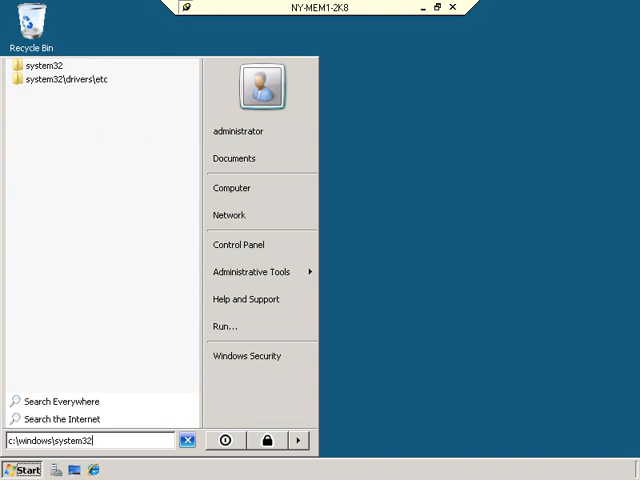 NY-MEM1-2K8
Recycle Bin
system32
system32\drivers\etc
administrator
Documents
Computer
Network
Control Panel
Administrative Tools
Help and Support
Run...
Windows Security
Search Everywhere
Search the Internet
c:\windows\system32
Start